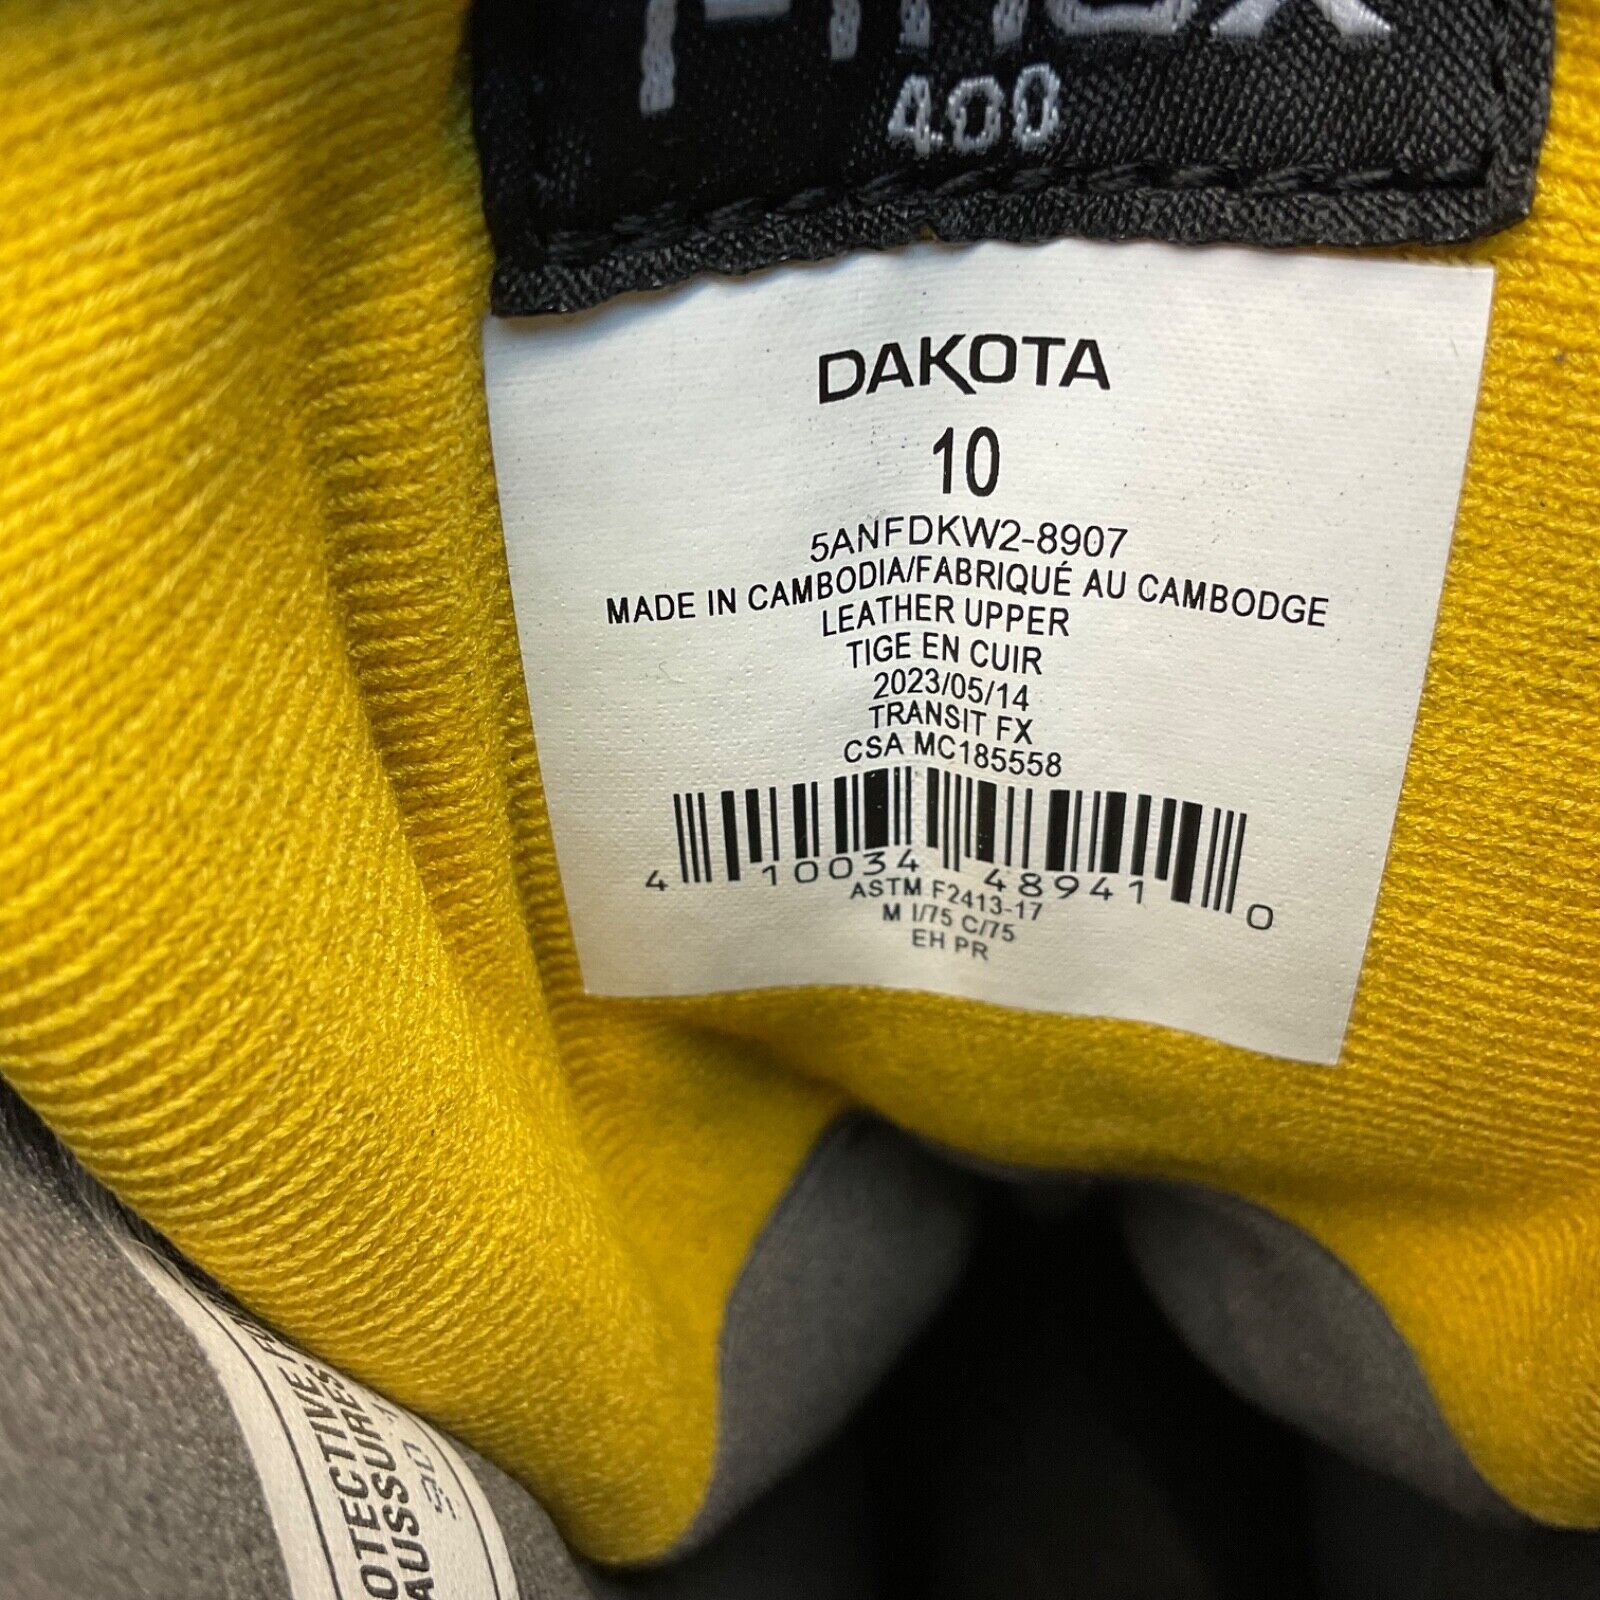 400
DAKOTA
10
5ANFDKW2-8907
MADE IN CAMBODIA/FABRIQUÉ AU CAMBODGE
LEATHER UPPER
TIGE EN CUIR
2023/05/14
TRANSIT FX
CSA MC185558
4 10034 48941 0
ASTM F2413-17
M I/75 C/75
EH PR